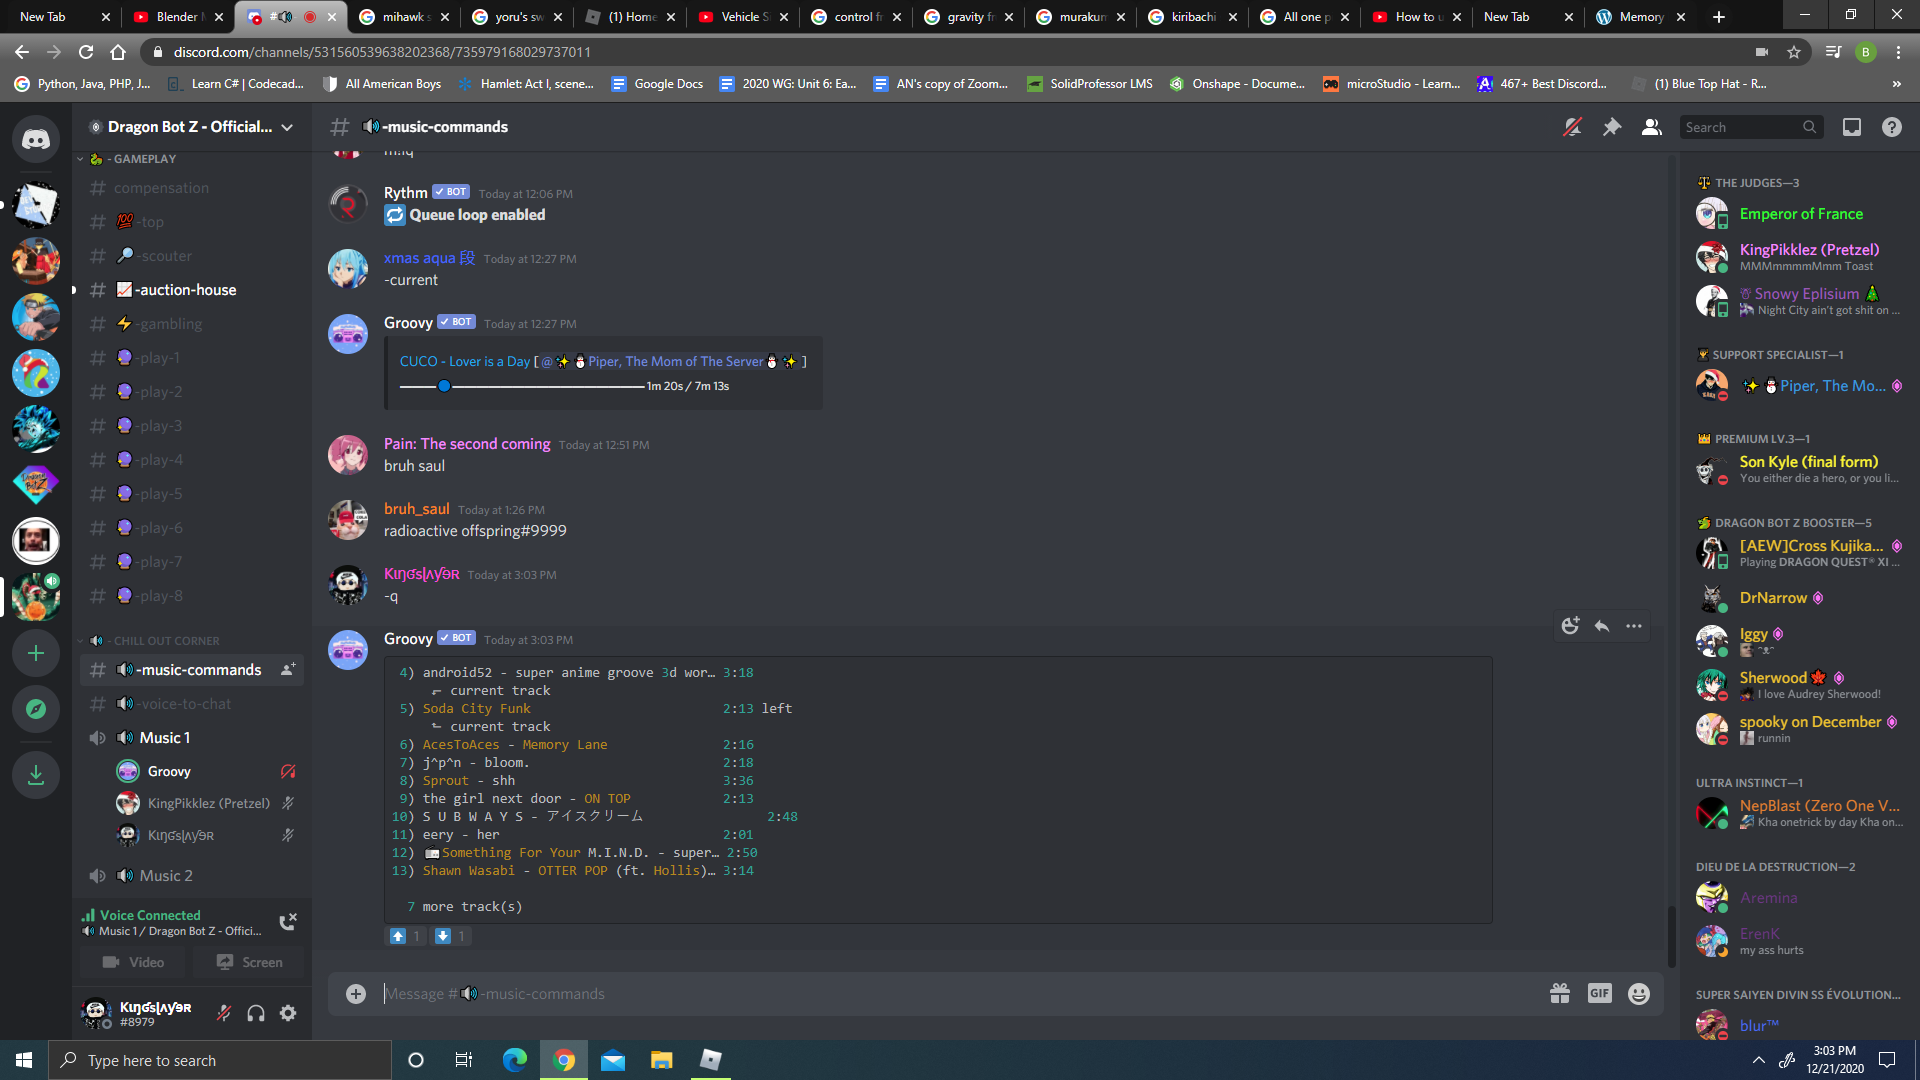 New Tab
Blender M
#
mihawk s
yoru's sw
(1) Home
Vehicle Si
control fr
gravity fr
murakum
kiribachi
All one p
How to u
New Tab
Memory
discord.com/channels/531560539638202368/735979168029737011
B
Python, Java, PHP, J...
Learn C# | Codecad...
All American Boys
Hamlet: Act I, scene...
Google Docs
2020 WG: Unit 6: Ea...
AN's copy of Zoom...
SolidProfessor LMS
Onshape - Docume...
microStudio - Learn...
467+ Best Discord...
(1) Blue Top Hat - R...
»
Dragon Bot Z - Official...
- GAMEPLAY
# compensation
# 💯-top
# 🔎-scouter
# 📈-auction-house
# ⚡-gambling
# 🔮-play-1
# 🔮-play-2
# 🔮-play-3
# 🔮-play-4
# 🔮-play-5
# 🔮-play-6
# 🔮-play-7
# 🔮-play-8
🔊 - CHILL OUT CORNER
# 🔊-music-commands
# 🔊-voice-to-chat
🔊 Music 1
Groovy
KingPikklez (Pretzel)
🔊 Music 2
Voice Connected
🔊 Music 1 / Dragon Bot Z - Offici...
Video
Screen
#8979
# 🔊-music-commands
Search
m!lq
Rythm ✓ BOT Today at 12:06 PM
🔁 Queue loop enabled
xmas aqua 段 Today at 12:27 PM
-current
Groovy ✓ BOT Today at 12:27 PM
CUCO - Lover is a Day [@✨⛄Piper, The Mom of The Server⛄✨]
1m 20s / 7m 13s
Pain: The second coming Today at 12:51 PM
bruh saul
bruh_saul Today at 1:26 PM
radioactive offspring#9999
Today at 3:03 PM
-q
Groovy ✓ BOT Today at 3:03 PM
4) android52 - super anime groove 3d wor… 3:18
⬐ current track
5) Soda City Funk 2:13 left
⬑ current track
6) AcesToAces - Memory Lane 2:16
7) j^p^n - bloom. 2:18
8) Sprout - shh 3:36
9) the girl next door - ON TOP 2:13
10) S U B W A Y S - アイスクリーム 2:48
11) eery - her 2:01
12) 📻Something For Your M.I.N.D. - super… 2:50
13) Shawn Wasabi - OTTER POP (ft. Hollis)… 3:14
7 more track(s)
⬆ 1 ⬇ 1
Message #🔊-music-commands
GIF
THE JUDGES—3
Emperor of France
KingPikklez (Pretzel)
MMMmmmmMmm Toast
Snowy Eplisium 🎄
Night City ain't got shit on ...
SUPPORT SPECIALIST—1
✨⛄Piper, The Mo...
PREMIUM LV.3—1
Son Kyle (final form)
You either die a hero, or you li...
DRAGON BOT Z BOOSTER—5
[AEW]Cross Kujika...
Playing DRAGON QUEST® XI ...
DrNarrow
Iggy
Sherwood🍁
I love Audrey Sherwood!
spooky on December
runnin
ULTRA INSTINCT—1
NepBlast (Zero One V...
Kha onetrick by day Kha on...
DIEU DE LA DESTRUCTION—2
Aremina
ErenK
my ass hurts
SUPER SAIYEN DIVIN SS ÉVOLUTION...
blur™
Type here to search
3:03 PM
12/21/2020